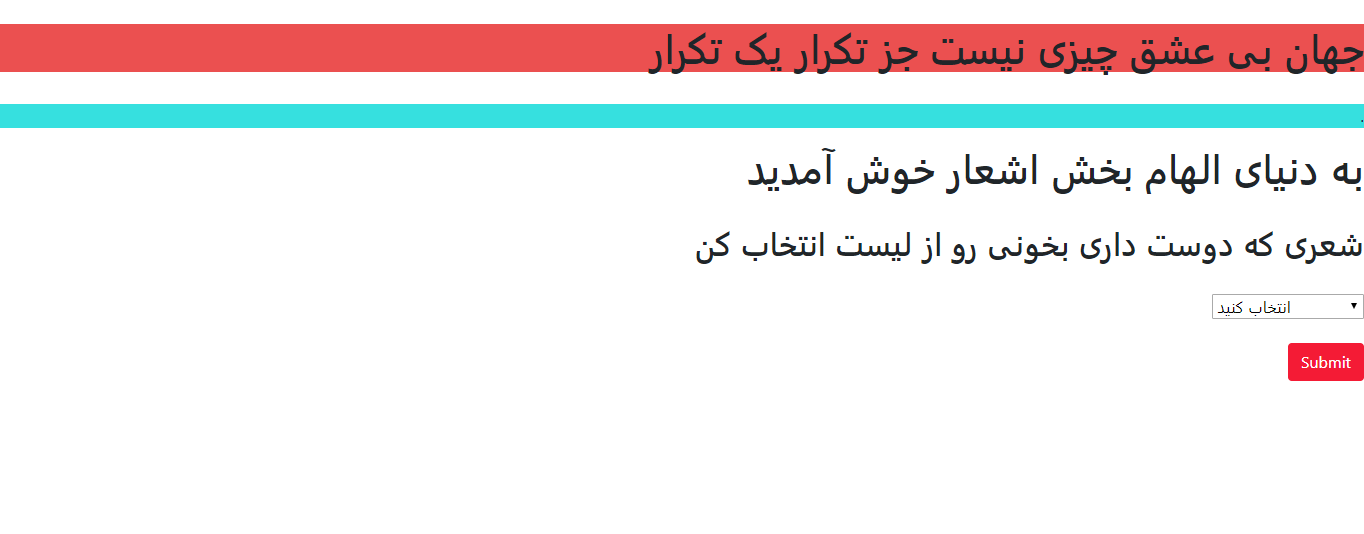 جهان بی عشق چیزی نیست جز تکرار یک تکرار
.
به دنیای الهام بخش اشعار خوش آمدید
شعری که دوست داری بخونی رو از لیست انتخاب کن
انتخاب کنید
Submit